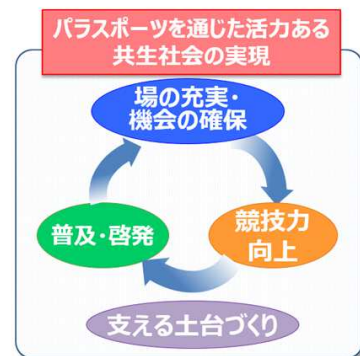 パラスポーツを通じた活力ある
共生社会の実現
場の充実・
機会の確保
普及・啓発
競技力
向上
支える土台づくり